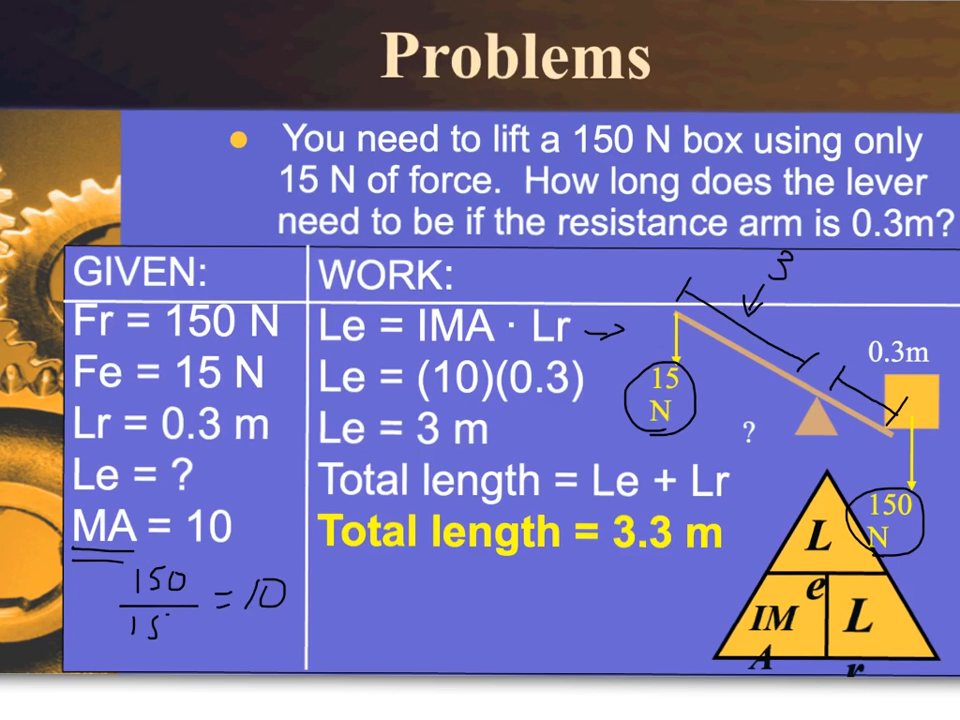 Problems
You need to lift a 150 N box using only
15 N of force. How long does the lever
need to be if the resistance arm is 0.3m?
GIVEN:
Fr = 150 N
Fe = 15 N
Lr = 0.3 m
Le = ?
MA = 10
150
15
= 10
WORK:
Le = IMA · Lr
Le = (10)(0.3)
Le = 3 m
Total length = Le + Lr
Total length = 3.3 m
3
0.3m
15
N
?
150
N
L
e
IM
A
L
r